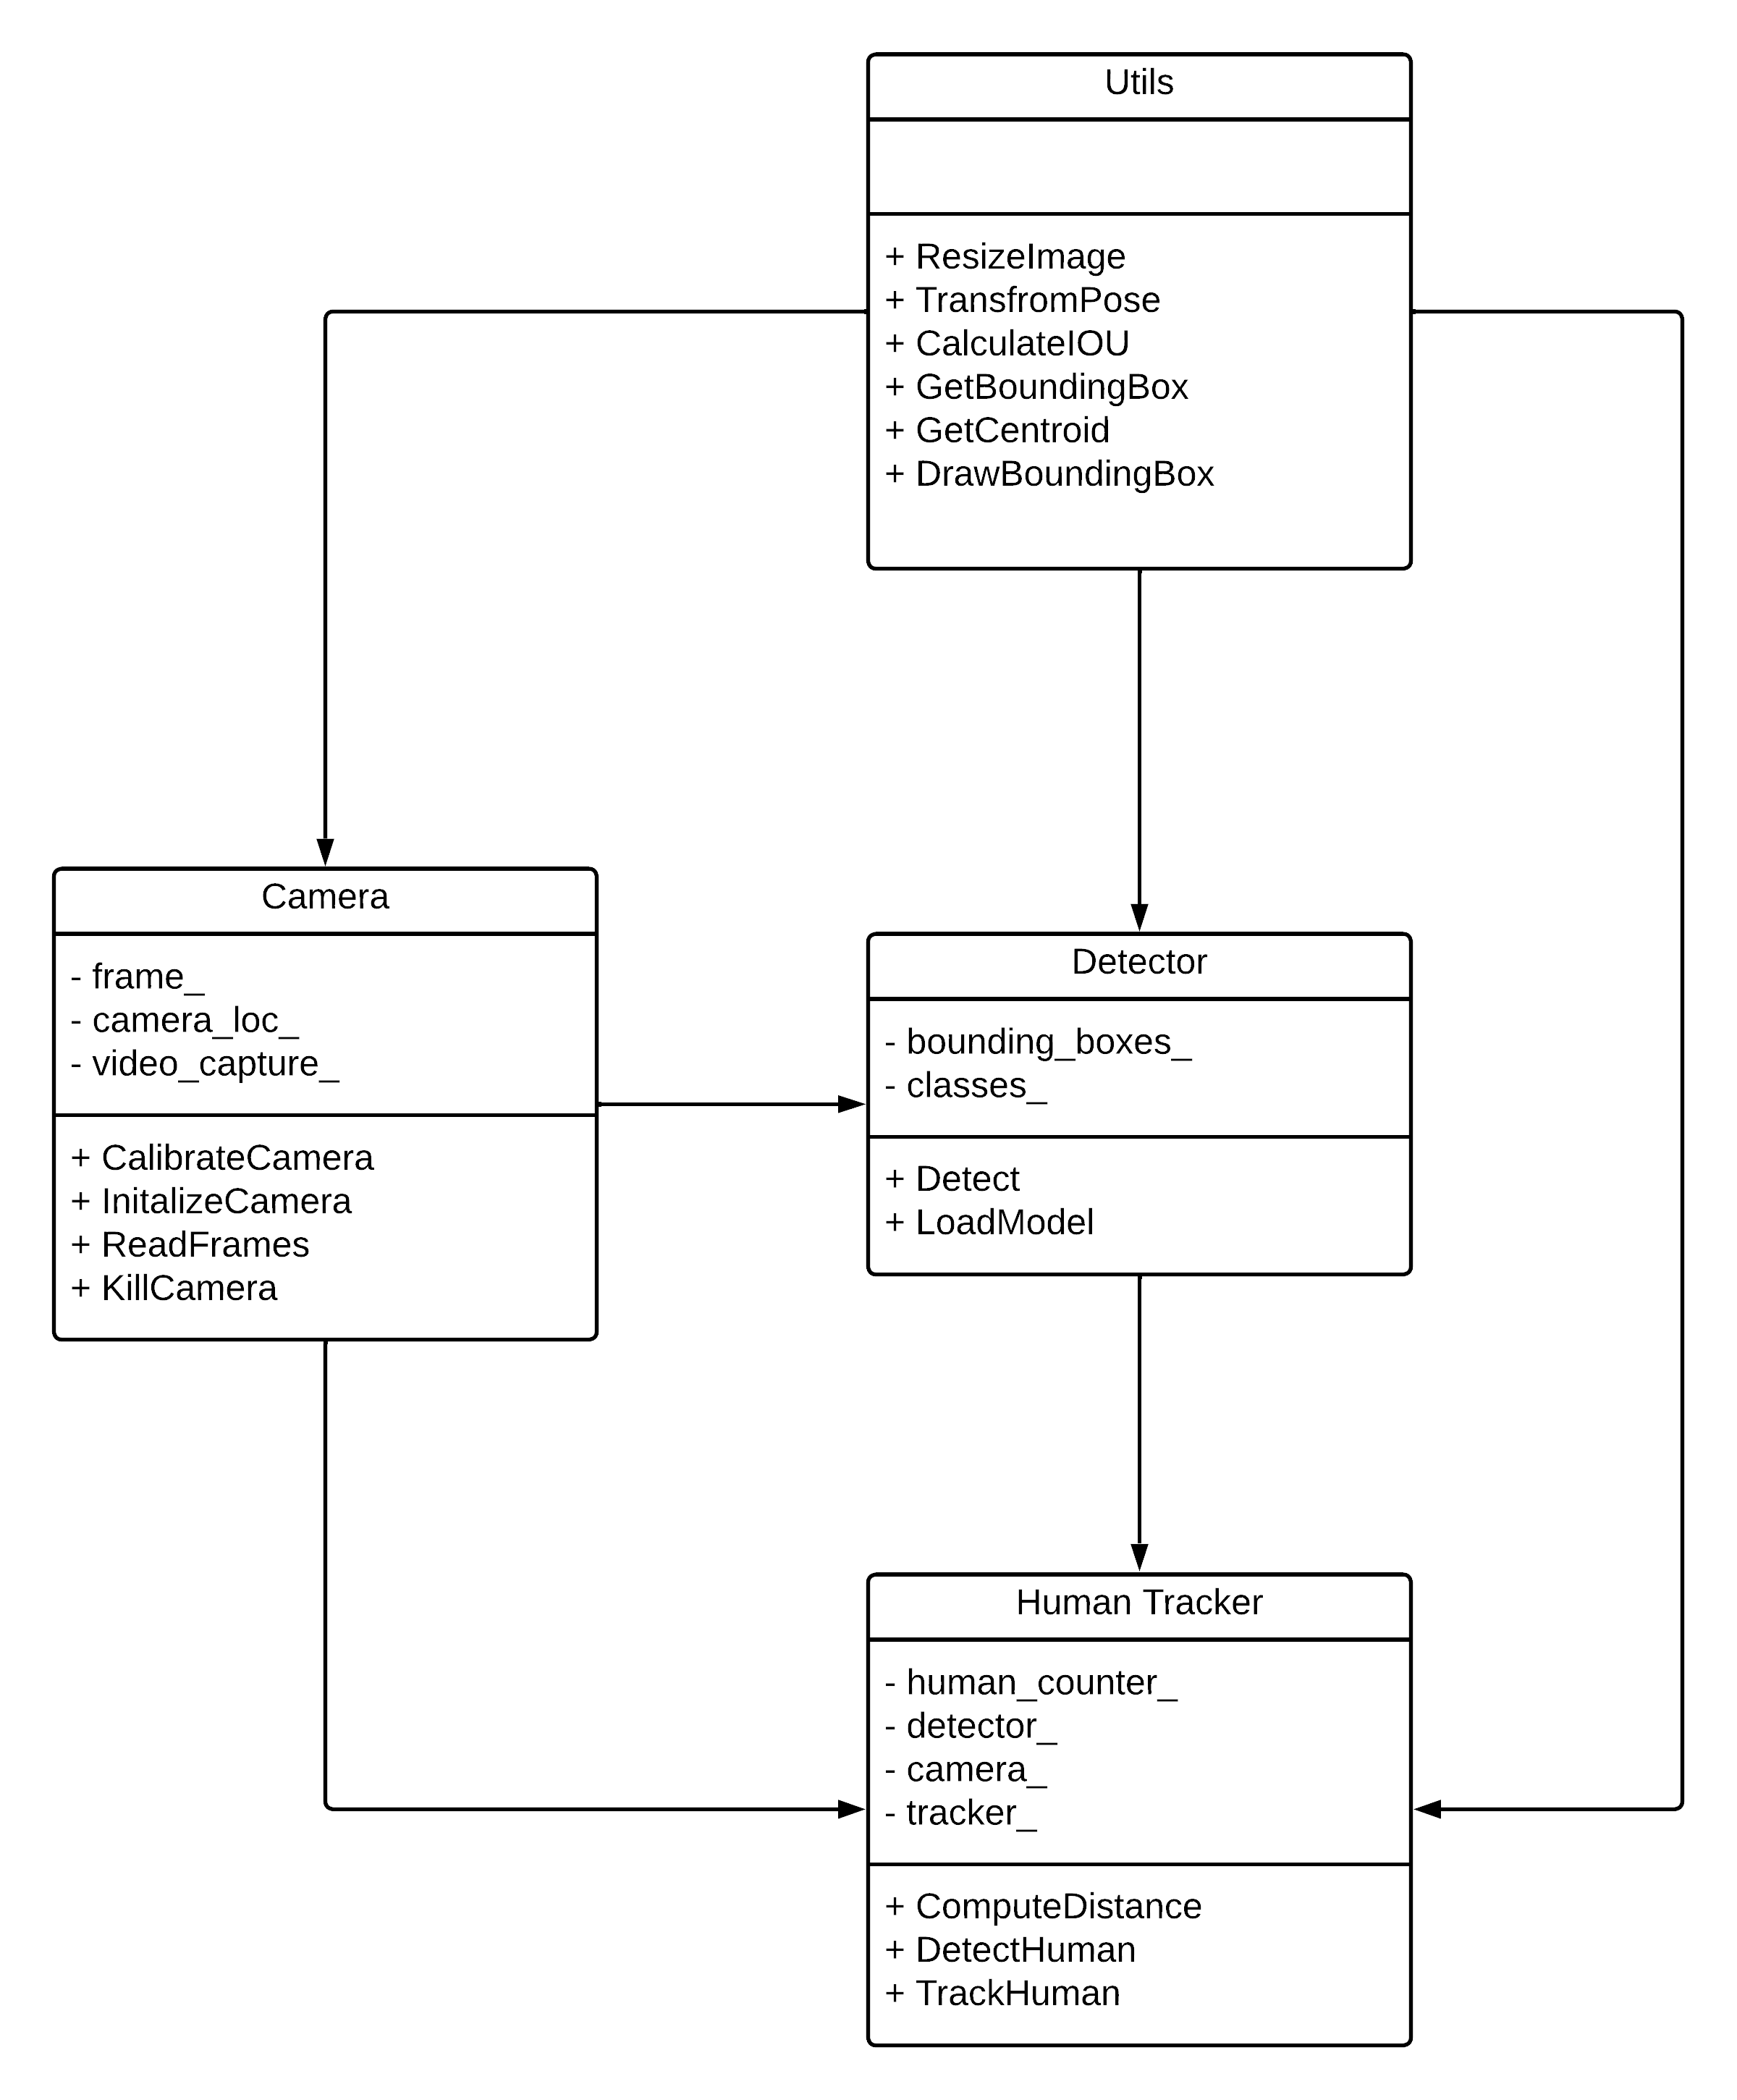 Utils
+ ResizeImage
+ TransfromPose
+ CalculateIOU
+ GetBoundingBox
+ GetCentroid
+ DrawBoundingBox
Camera
- frame_
- camera_loc_
- video_capture_
+ CalibrateCamera
+ InitalizeCamera
+ ReadFrames
+ KillCamera
Detector
- bounding_boxes_
- classes_
+ Detect
+ LoadModel
Human Tracker
- human_counter_
- detector_
- camera_
- tracker_
+ ComputeDistance
+ DetectHuman
+ TrackHuman